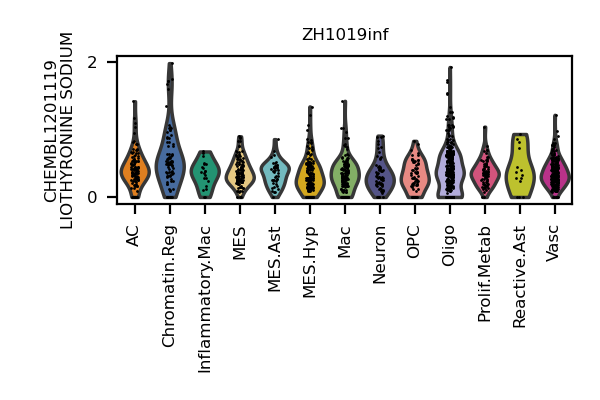 ZH1019inf
CHEMBL1201119
LIOTHYRONINE SODIUM
2
0
AC
Chromatin.Reg
Inflammatory.Mac
MES
MES.Ast
MES.Hyp
Mac
Neuron
OPC
Oligo
Prolif.Metab
Reactive.Ast
Vasc